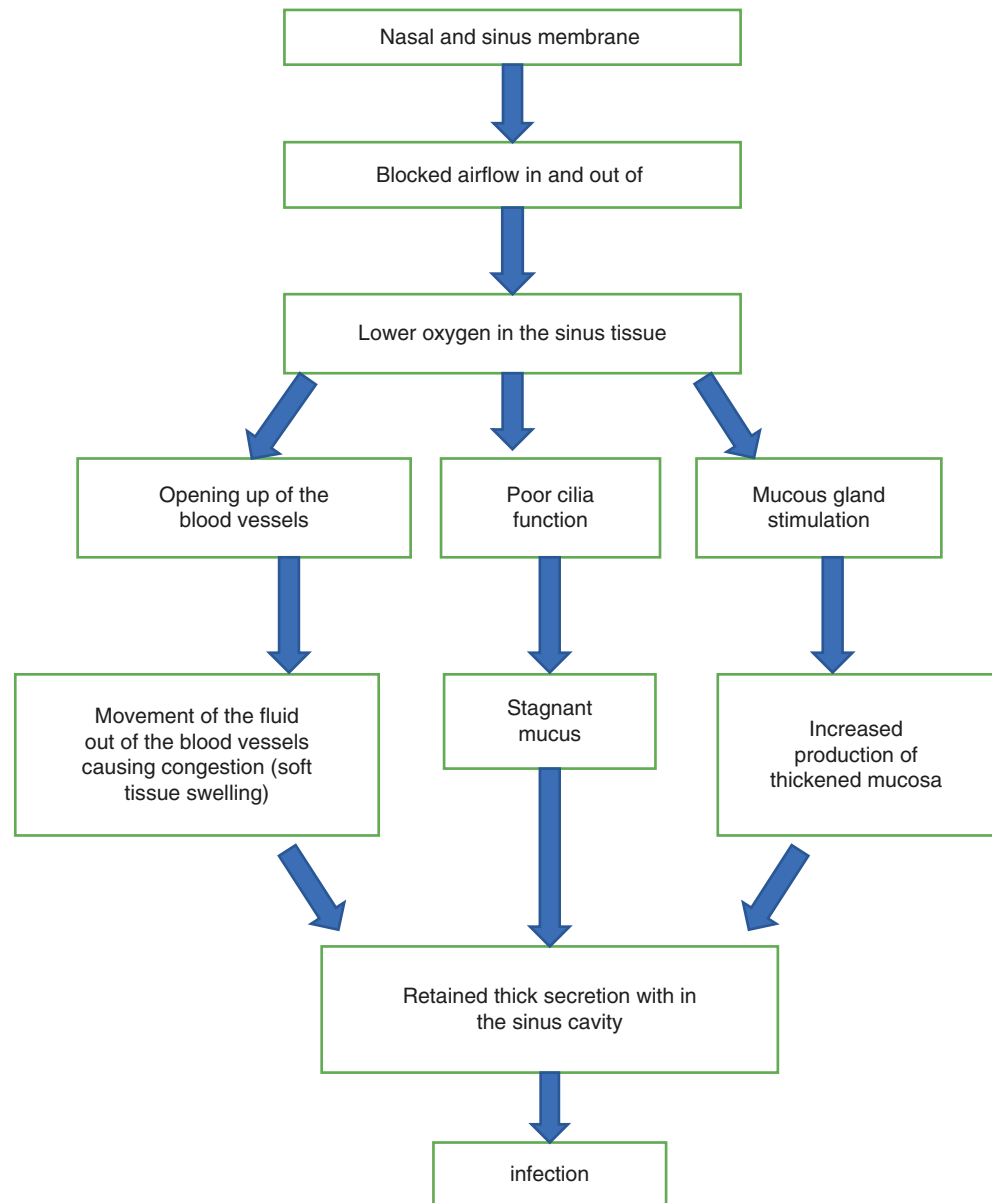 Nasal and sinus membrane
Blocked airflow in and out of
Lower oxygen in the sinus tissue
Opening up of the
blood vessels
Poor cilia
function
Mucous gland
stimulation
Movement of the fluid
out of the blood vessels
causing congestion (soft
tissue swelling)
Stagnant
mucus
Increased
production of
thickened mucosa
Retained thick secretion with in
the sinus cavity
infection